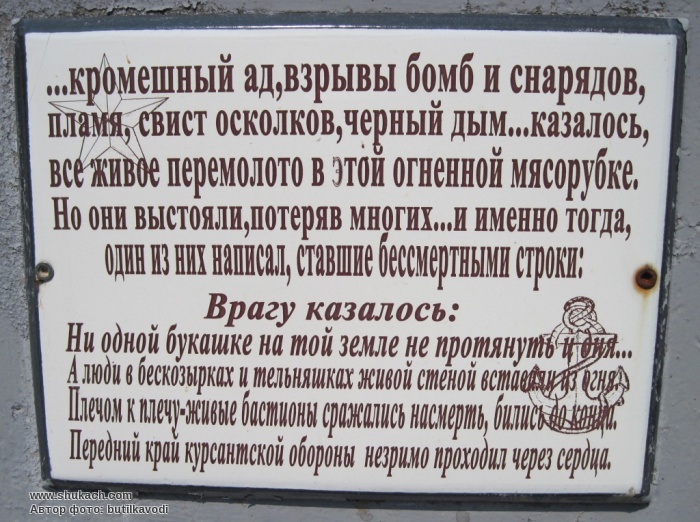 ...кромешный ад,взрывы бомб и снарядов,
пламя, свист осколков,черный дым...казалось,
все живое перемолото в этой огненной мясорубке.
Но они выстояли,потеряв многих...и именно тогда,
один из них написал, ставшие бессмертными строки:
Врагу казалось:
Ни одной букашке на той земле не протянуть и дня...
А люди в бескозырках и тельняшках живой стеной вставали из огня.
Плечом к плечу-живые бастионы сражались насмерть, бились до конца.
Передний край курсантской обороны незримо проходил через сердца.
www.shukach.com
Автор фото: butilkavodi